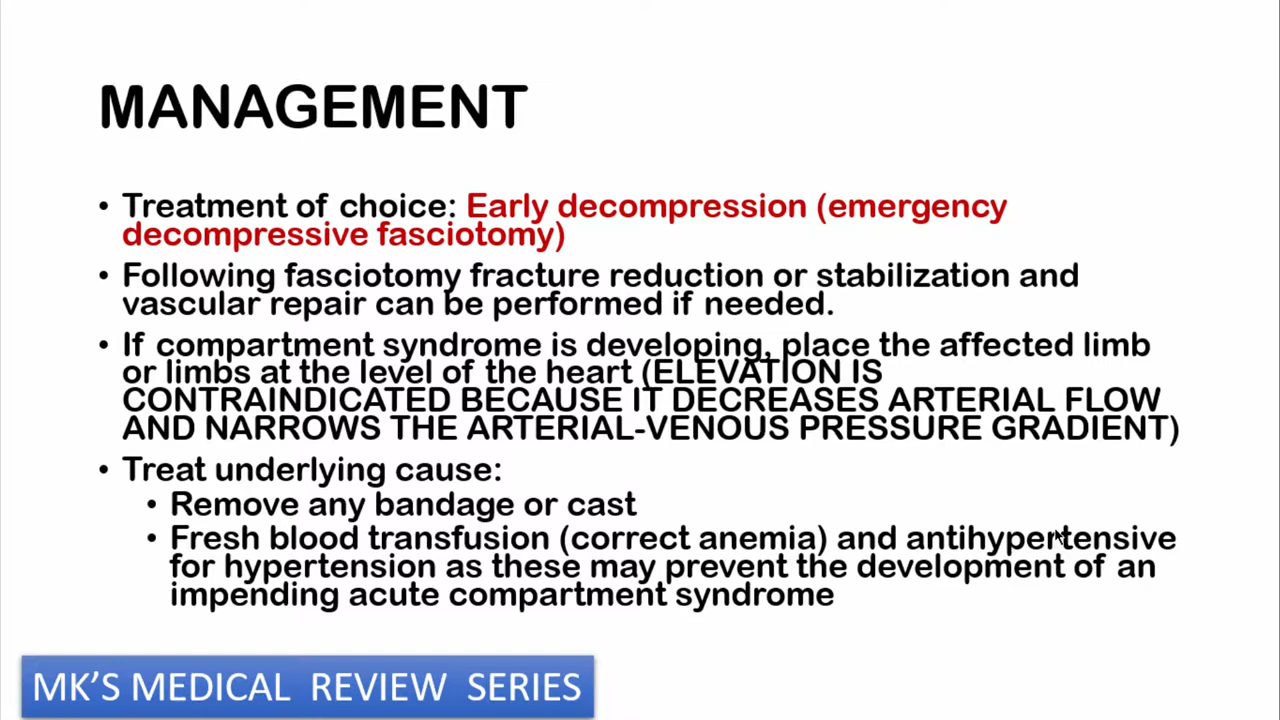 MANAGEMENT
• Treatment of choice: Early decompression (emergency
decompressive fasciotomy)
• Following fasciotomy fracture reduction or stabilization and
vascular repair can be performed if needed.
• If compartment syndrome is developing, place the affected limb
or limbs at the level of the heart (ELEVATION IS
CONTRAINDICATED BECAUSE IT DECREASES ARTERIAL FLOW
AND NARROWS THE ARTERIAL-VENOUS PRESSURE GRADIENT)
• Treat underlying cause:
• Remove any bandage or cast
• Fresh blood transfusion (correct anemia) and antihypertensive
for hypertension as these may prevent the development of an
impending acute compartment syndrome
MK'S MEDICAL REVIEW SERIES